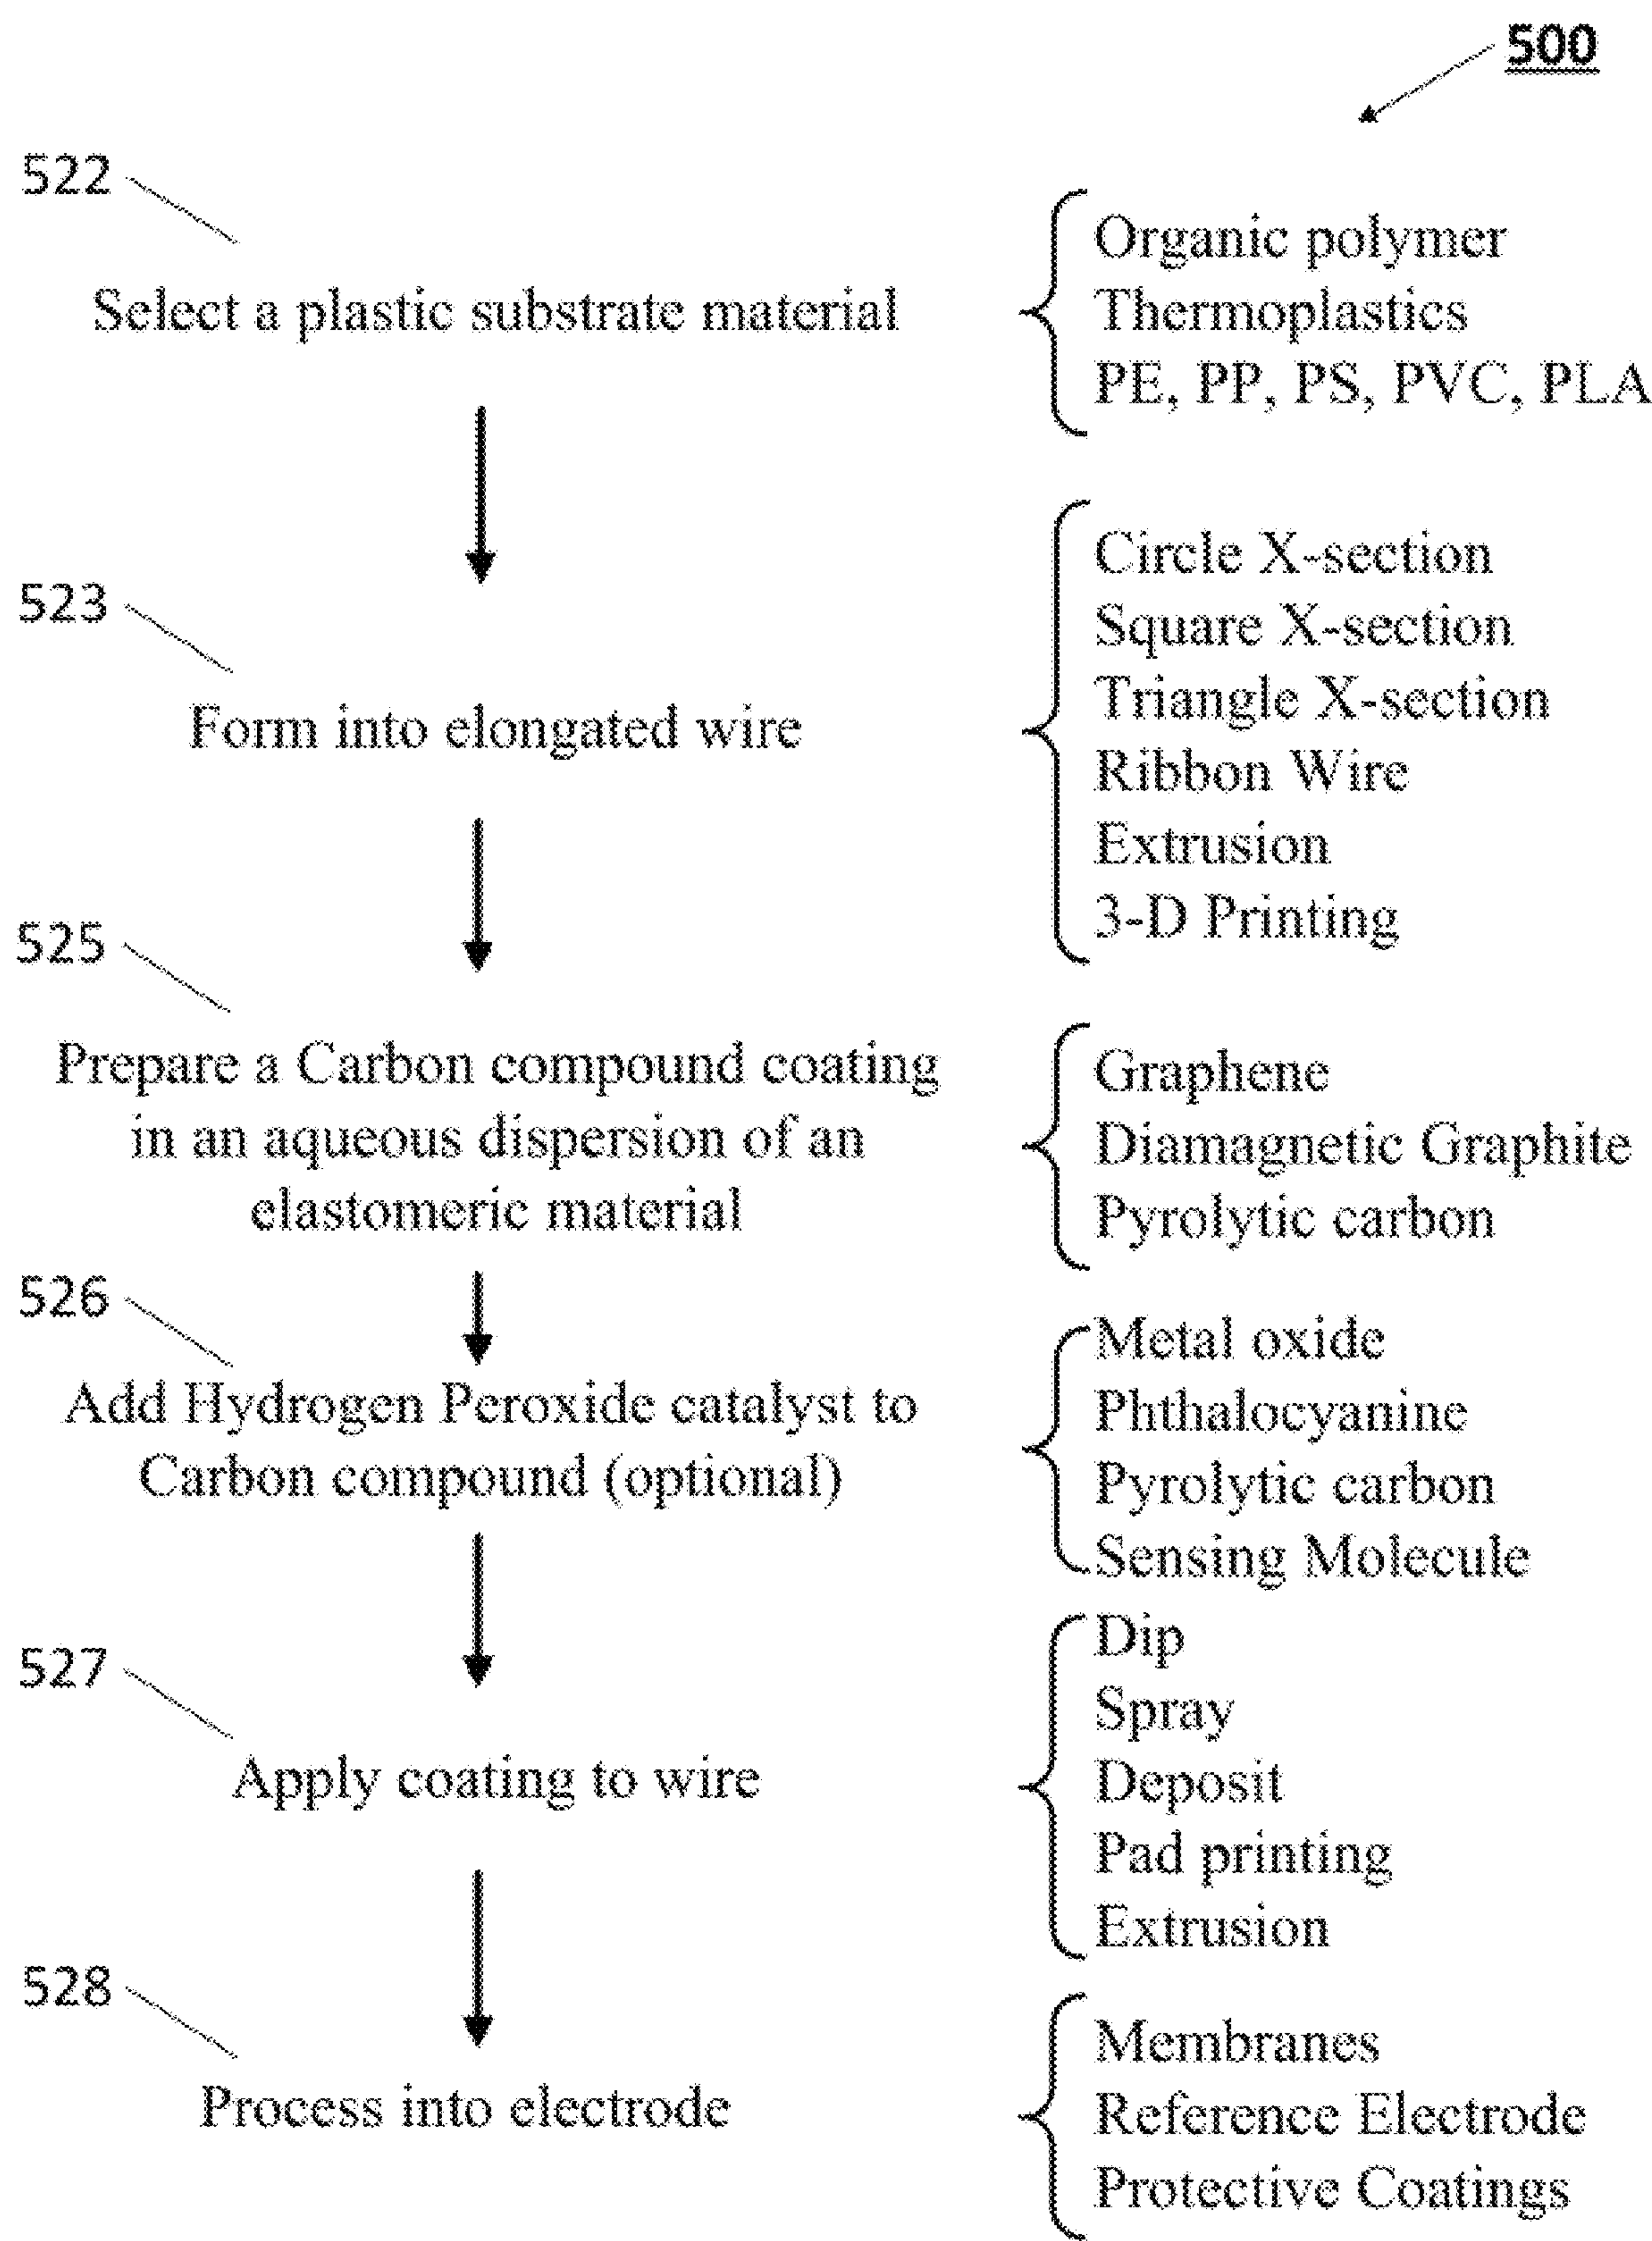 500
522
Select a plastic substrate material
Organic polymer
Thermoplastics
PE, PP, PS, PVC, PLA
523
Form into elongated wire
Circle X-section
Square X-section
Triangle X-section
Ribbon Wire
Extrusion
3-D Printing
525
Prepare a Carbon compound coating
in an aqueous dispersion of an
elastomeric material
Graphene
Diamagnetic Graphite
Pyrolytic carbon
526
Add Hydrogen Peroxide catalyst to
Carbon compound (optional)
Metal oxide
Phthalocyanine
Pyrolytic carbon
Sensing Molecule
527
Apply coating to wire
Dip
Spray
Deposit
Pad printing
Extrusion
528
Process into electrode
Membranes
Reference Electrode
Protective Coatings